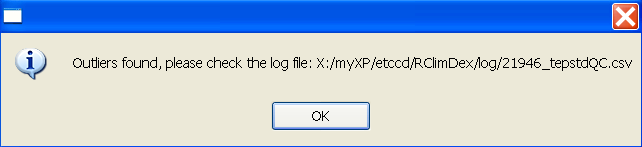 Outliers found, please check the log file: X:/myXP/etccd/RClimDex/log/21946_tepstdQC.csv
OK